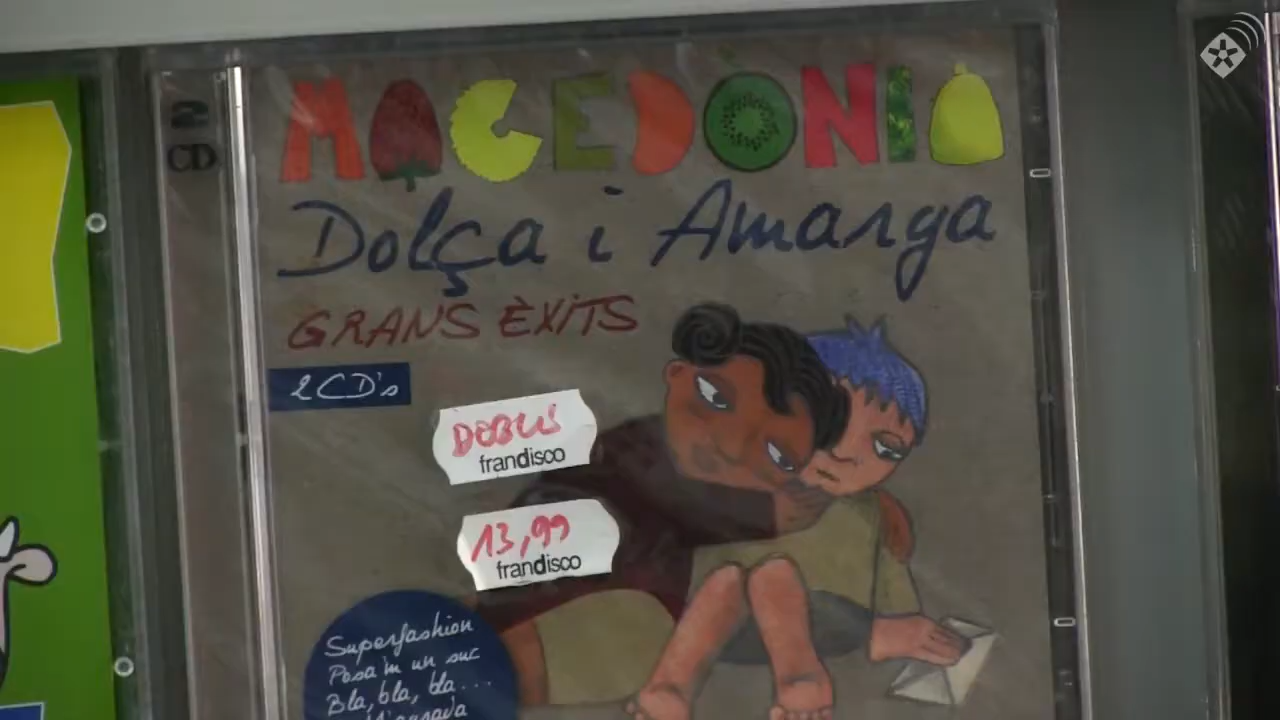 2
CD
MACEDONIA
Dolça i Amarga
GRANS ÈXITS
2CD's
DOBLE
frandisco
13,99
frandisco
Superfashion
Posa'm un suc
Bla, bla, bla...